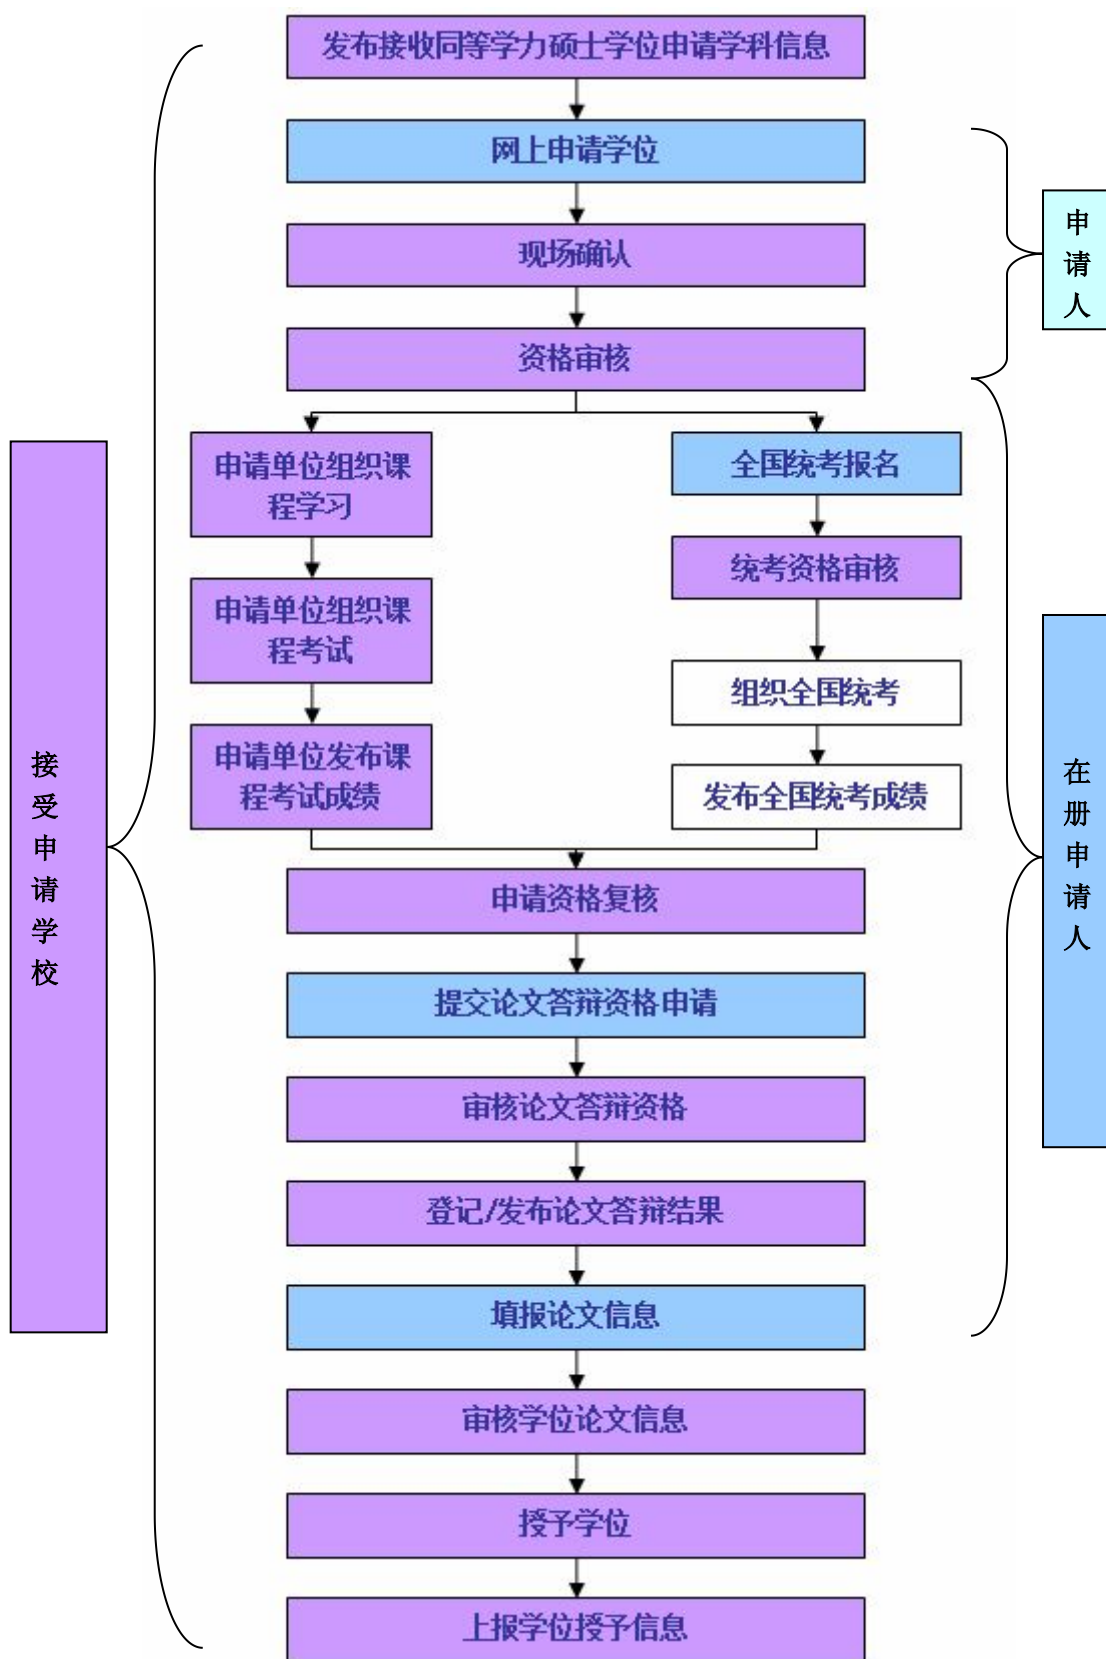 发布接收同等学力硕士学位申请学科信息
网上申请学位
现场确认
资格审核
申请人
申请单位组织课
程学习
申请单位组织课
程考试
申请单位发布课
程考试成绩
全国统考报名
统考资格审核
组织全国统考
发布全国统考成绩
接受申请学校
在册申请人
申请资格复核
提交论文答辩资格申请
审核论文答辩资格
登记/发布论文答辩结果
填报论文信息
审核学位论文信息
授予学位
上报学位授予信息